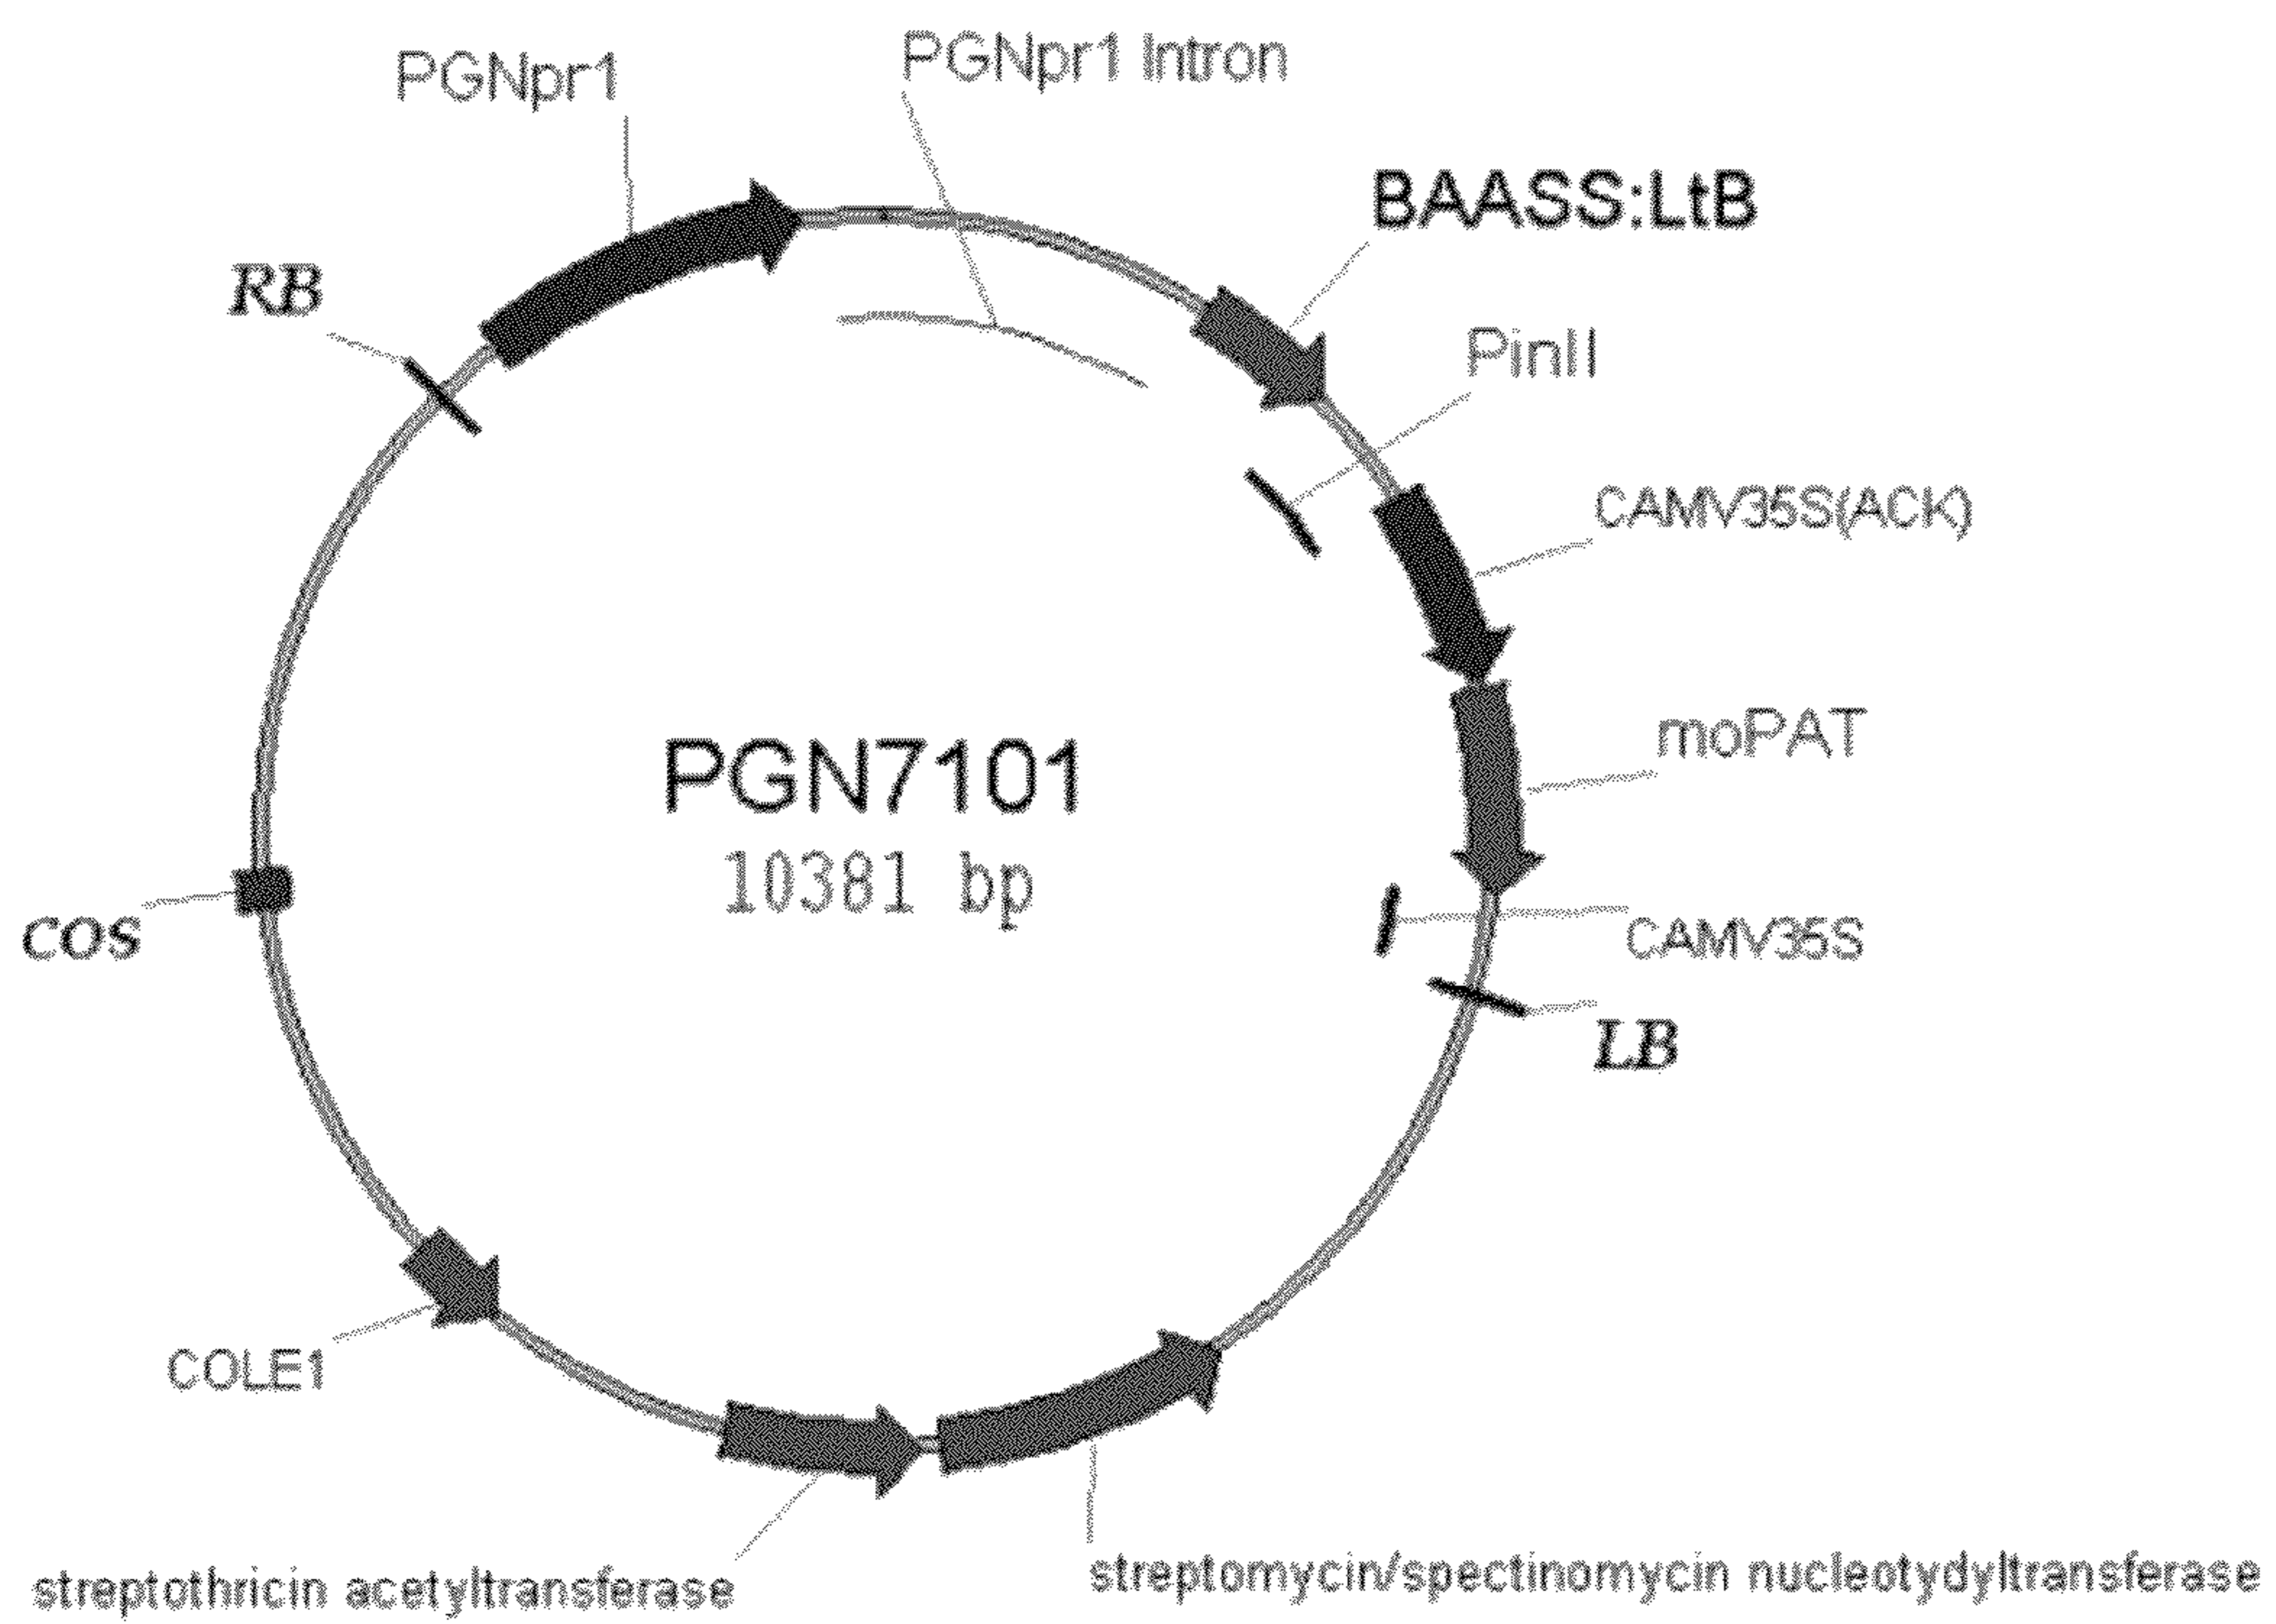 PGNpr1
PGNpr1 Intron
BAASS:LtB
RB
PinII
CAMV35S(ACK)
moPAT
PGN7101
10381 bp
cos
CAMV35S
LB
COLE1
streptothricin acetyltransferase
streptomycin/spectinomycin nucleotydyltransferase